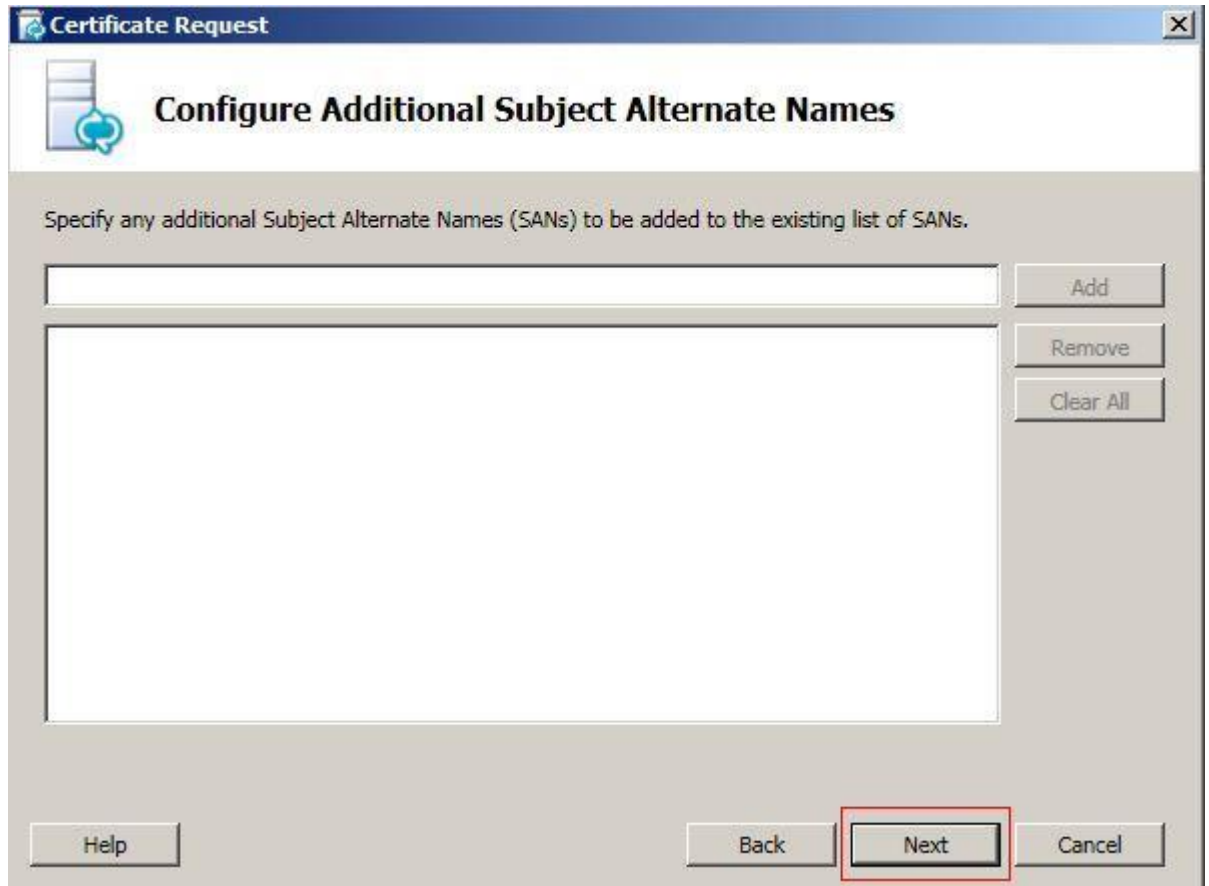 Certificate Request
Configure Additional Subject Alternate Names
Specify any additional Subject Alternate Names (SANs) to be added to the existing list of SANs.
Add
Remove
Clear All
Help
Back
Next
Cancel